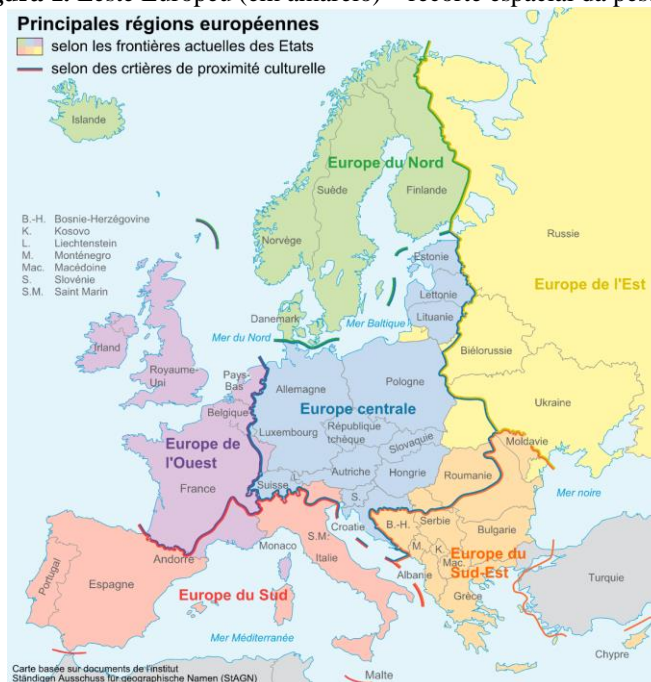 Principales régions européennes
selon les frontières actuelles des Etats
selon des crtières de proximité culturelle
Islande
B.-H. Bosnie-Herzégovine
K. Kosovo
L. Liechtenstein
M. Monténegro
Mac. Macédoine
S. Slovénie
S.M. Saint Marin
Europe du Nord
Suède
Finlande
Norvège
Russie
Estonie
Europe de l'Est
Lettonie
Danemark
Mer Baltique
Lituanie
Mer du Nord
Irland
Royaume-
Uni
Pays-
Bas
Biélorussie
Allemagne
Pologne
Belgique
Europe centrale
Ukraine
Luxembourg
République
tchèque
Slovaquie
Moldavie
Europe de
l'Ouest
Autriche
Hongrie
Suisse
L.
France
S.
Roumanie
Croatie
Mer noire
B.-H.
Serbie
S.M.
Monaco
Italie
Bulgarie
M.
K.
Mac.
Andorre
Portugal
Espagne
Europe du Sud
Albanie
Europe du
Sud-Est
Turquie
Grèce
Mer Méditerranée
Chypre
Malte
Carte basée sur documents de l'institut
Ständigen Ausschuss für geographische Namen (StAGN)